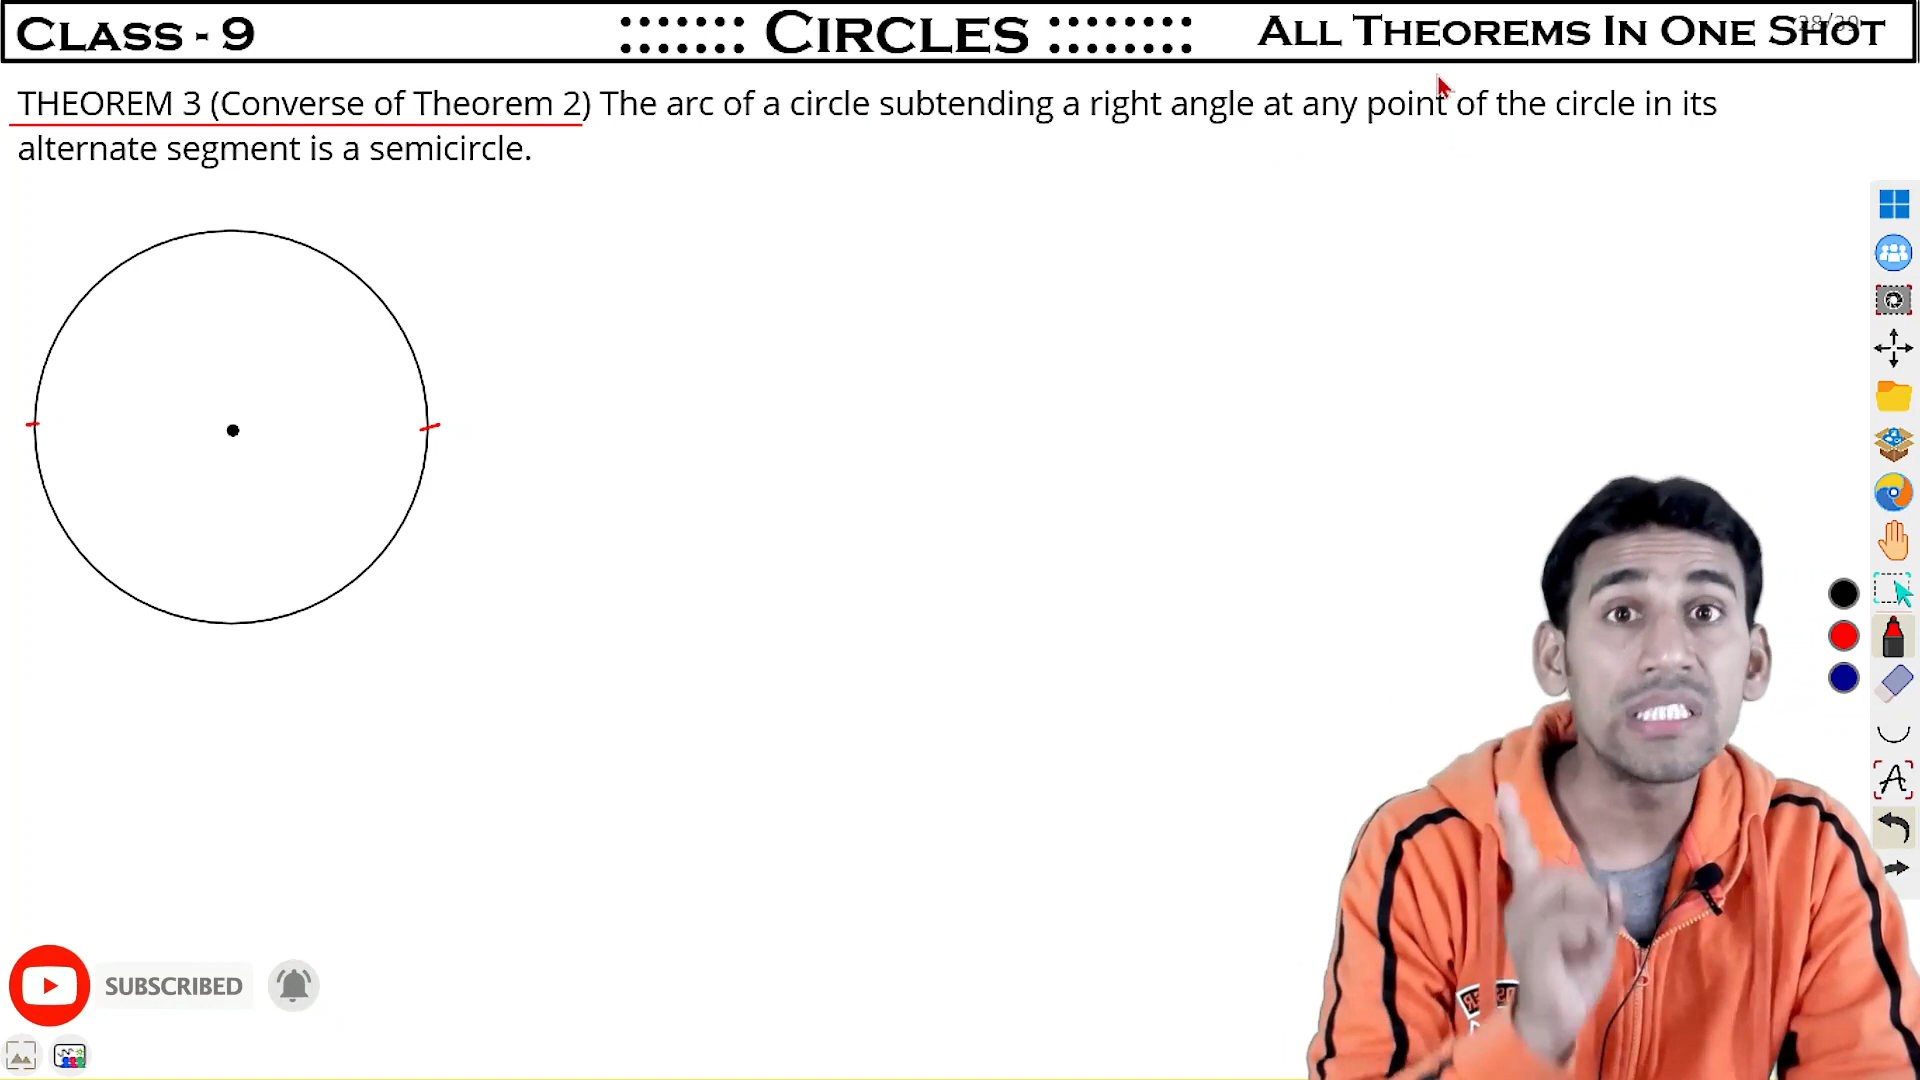 CLASS - 9
CIRCLES
ALL THEOREMS IN ONE SHOT
THEOREM 3 (Converse of Theorem 2) The arc of a circle subtending a right angle at any point of the circle in its
alternate segment is a semicircle.
SUBSCRIBED